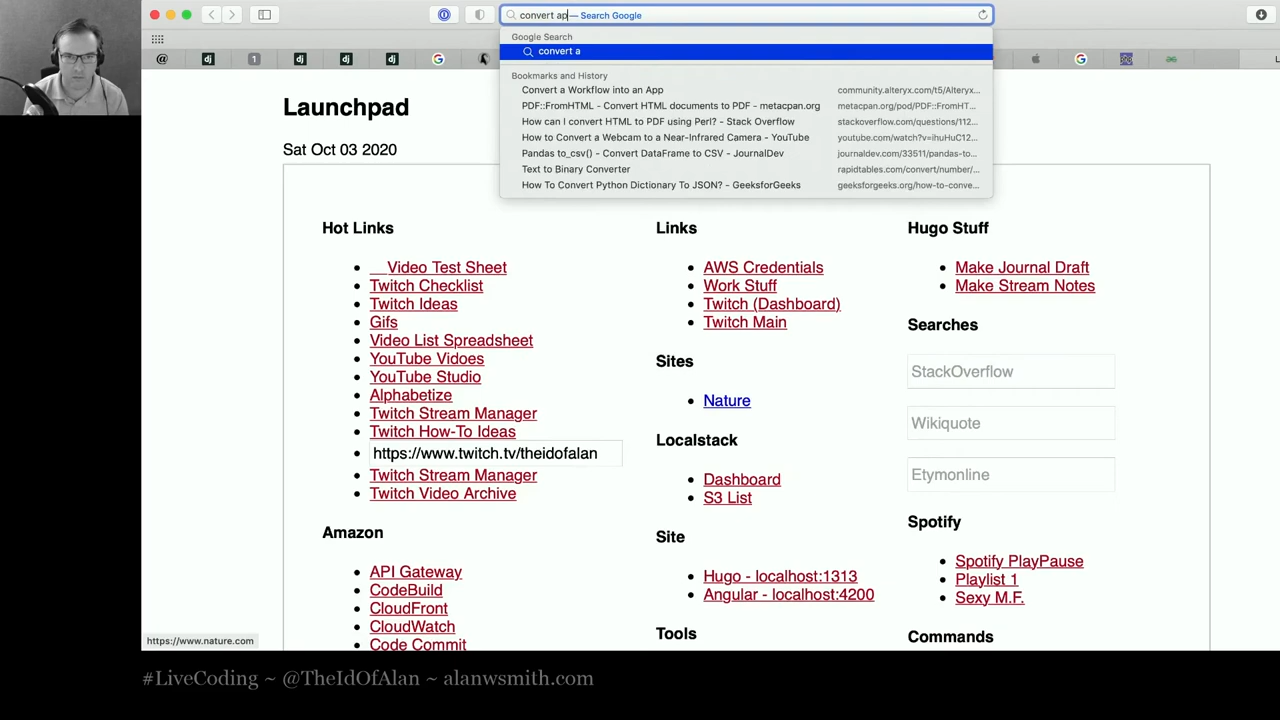 convert ap — Search Google
Google Search
convert a
Bookmarks and History
Convert a Workflow into an App community.alteryx.com/t5/Alteryx...
PDF::FromHTML - Convert HTML documents to PDF - metacpan.org metacpan.org/pod/PDF::FromHT...
How can I convert HTML to PDF using Perl? - Stack Overflow stackoverflow.com/questions/112...
How to Convert a Webcam to a Near-Infrared Camera - YouTube youtube.com/watch?v=ihuHuC12...
Pandas to_csv() - Convert DataFrame to CSV - JournalDev journaldev.com/33511/pandas-to...
Text to Binary Converter rapidtables.com/convert/number/...
How To Convert Python Dictionary To JSON? - GeeksforGeeks geeksforgeeks.org/how-to-conve...
@ dj 1 dj dj dj G G L
Launchpad
Sat Oct 03 2020
Hot Links
__Video Test Sheet
Twitch Checklist
Twitch Ideas
Gifs
Video List Spreadsheet
YouTube Vidoes
YouTube Studio
Alphabetize
Twitch Stream Manager
Twitch How-To Ideas
https://www.twitch.tv/theidofalan
Twitch Stream Manager
Twitch Video Archive
Amazon
API Gateway
CodeBuild
CloudFront
CloudWatch
Code Commit
Links
AWS Credentials
Work Stuff
Twitch (Dashboard)
Twitch Main
Sites
Nature
Localstack
Dashboard
S3 List
Site
Hugo - localhost:1313
Angular - localhost:4200
Tools
Hugo Stuff
Make Journal Draft
Make Stream Notes
Searches
StackOverflow
Wikiquote
Etymonline
Spotify
Spotify PlayPause
Playlist 1
Sexy M.F.
Commands
https://www.nature.com
#LiveCoding ~ @TheIdOfAlan ~ alanwsmith.com